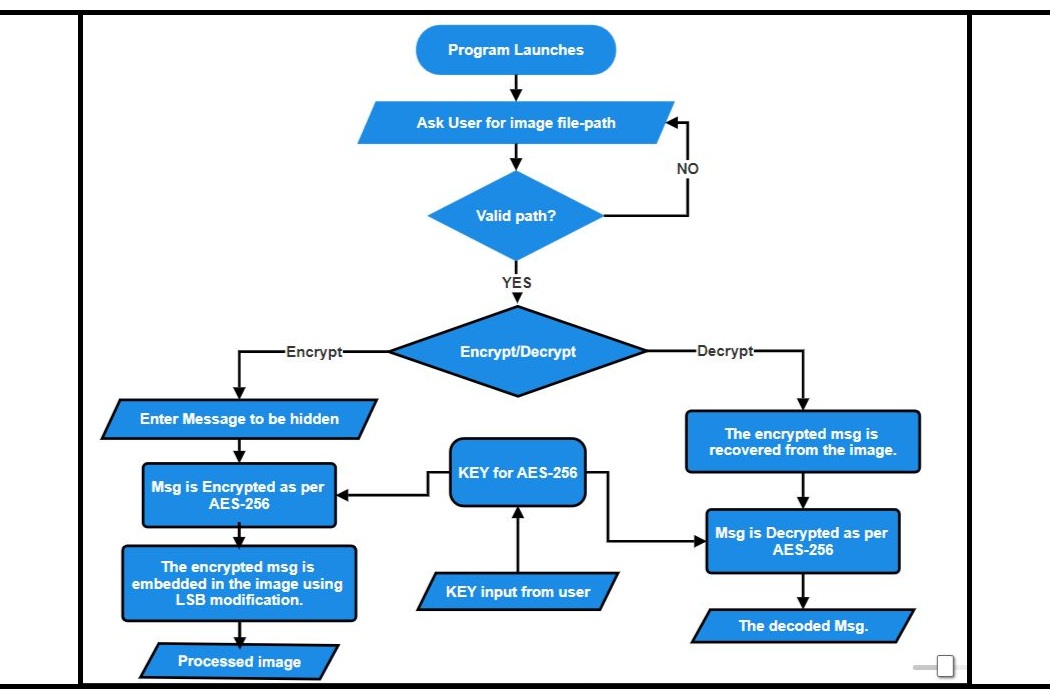 Program Launches
Ask User for image file-path
NO
Valid path?
YES
Encrypt
Encrypt/Decrypt
Decrypt
Enter Message to be hidden
Msg is Encrypted as per
AES-256
The encrypted msg is
embedded in the image using
LSB modification.
Processed image
KEY for AES-256
KEY input from user
The encrypted msg is
recovered from the image.
Msg is Decrypted as per
AES-256
The decoded Msg.